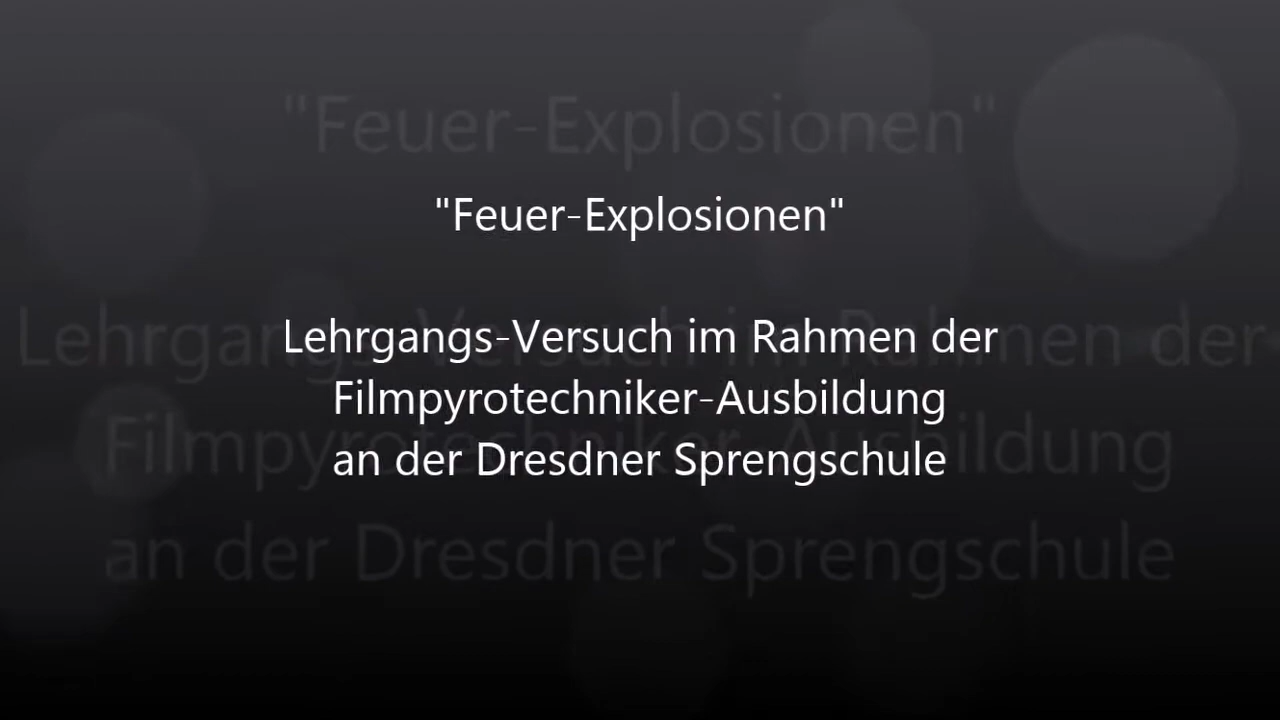 "Feuer-Explosionen"
Lehrgangs-Versuch im Rahmen der
Filmpyrotechniker-Ausbildung
an der Dresdner Sprengschule